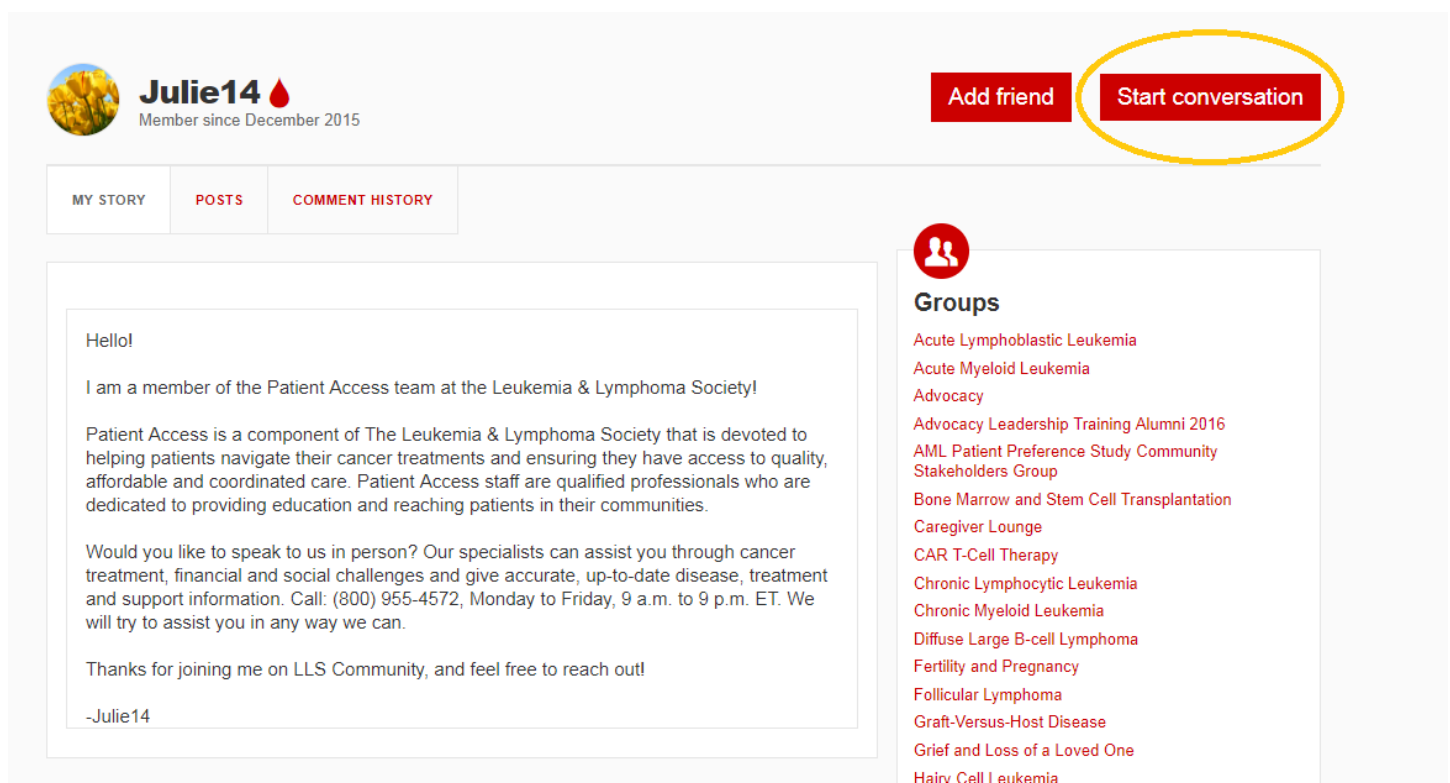 Julie14
Member since December 2015
Add friend
Start conversation
MY STORY
POSTS
COMMENT HISTORY
Hello!
I am a member of the Patient Access team at the Leukemia & Lymphoma Society!
Patient Access is a component of The Leukemia & Lymphoma Society that is devoted to
helping patients navigate their cancer treatments and ensuring they have access to quality,
affordable and coordinated care. Patient Access staff are qualified professionals who are
dedicated to providing education and reaching patients in their communities.
Would you like to speak to us in person? Our specialists can assist you through cancer
treatment, financial and social challenges and give accurate, up-to-date disease, treatment
and support information. Call: (800) 955-4572, Monday to Friday, 9 a.m. to 9 p.m. ET. We
will try to assist you in any way we can.
Thanks for joining me on LLS Community, and feel free to reach out!
-Julie14
Groups
Acute Lymphoblastic Leukemia
Acute Myeloid Leukemia
Advocacy
Advocacy Leadership Training Alumni 2016
AML Patient Preference Study Community
Stakeholders Group
Bone Marrow and Stem Cell Transplantation
Caregiver Lounge
CAR T-Cell Therapy
Chronic Lymphocytic Leukemia
Chronic Myeloid Leukemia
Diffuse Large B-cell Lymphoma
Fertility and Pregnancy
Follicular Lymphoma
Graft-Versus-Host Disease
Grief and Loss of a Loved One
Hairy Cell Leukemia